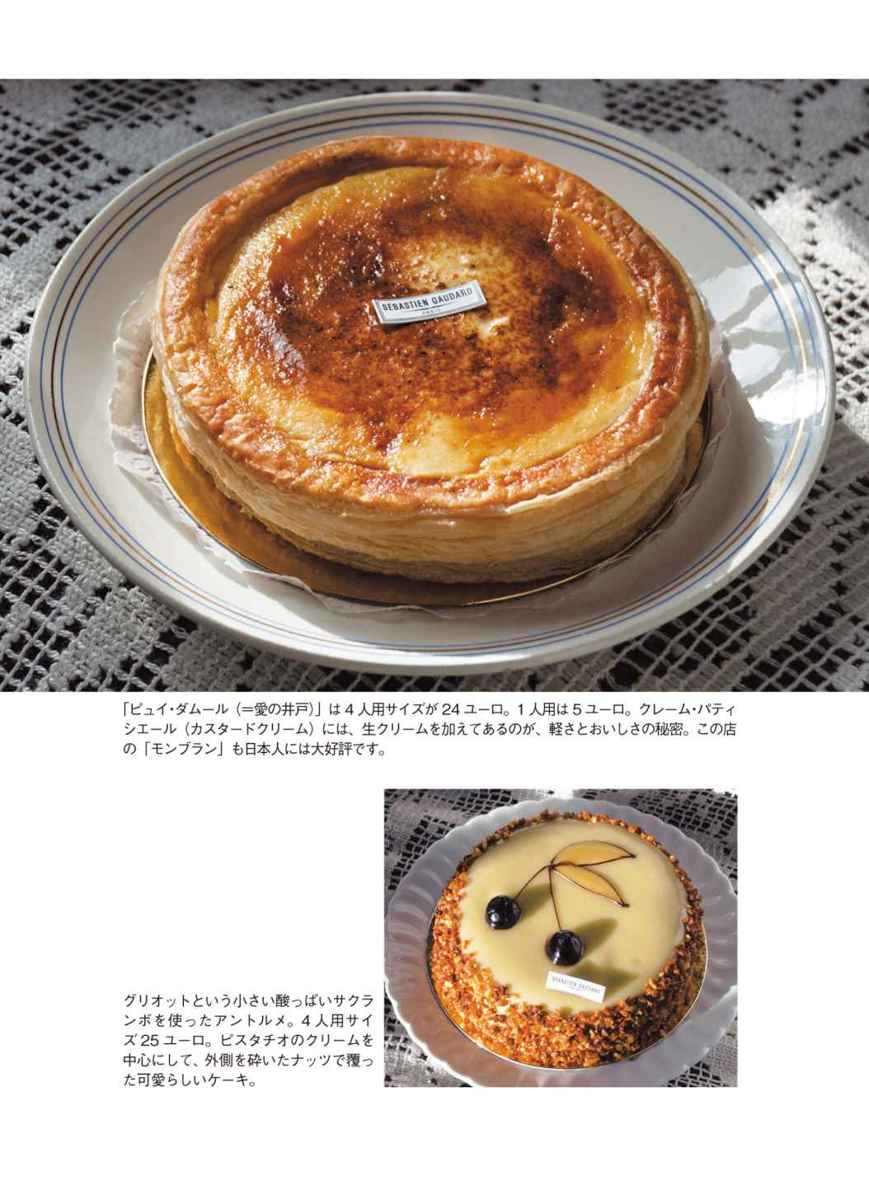 SEBASTIEN GAUDARD
PARIS
「ピュイ・ダムール（＝愛の井戸）」は４人用サイズが 24 ユーロ。１人用は５ユーロ。クレーム・パティ
シエール（カスタードクリーム）には、生クリームを加えてあるのが、軽さとおいしさの秘密。この店
の「モンブラン」も日本人には大好評です。
SEBASTIEN GAUDARD
グリオットという小さい酸っぱいサクラ
ンボを使ったアントルメ。４人用サイ
ズ 25 ユーロ。ピスタチオのクリームを
中心にして、外側を砕いたナッツで覆っ
た可愛らしいケーキ。